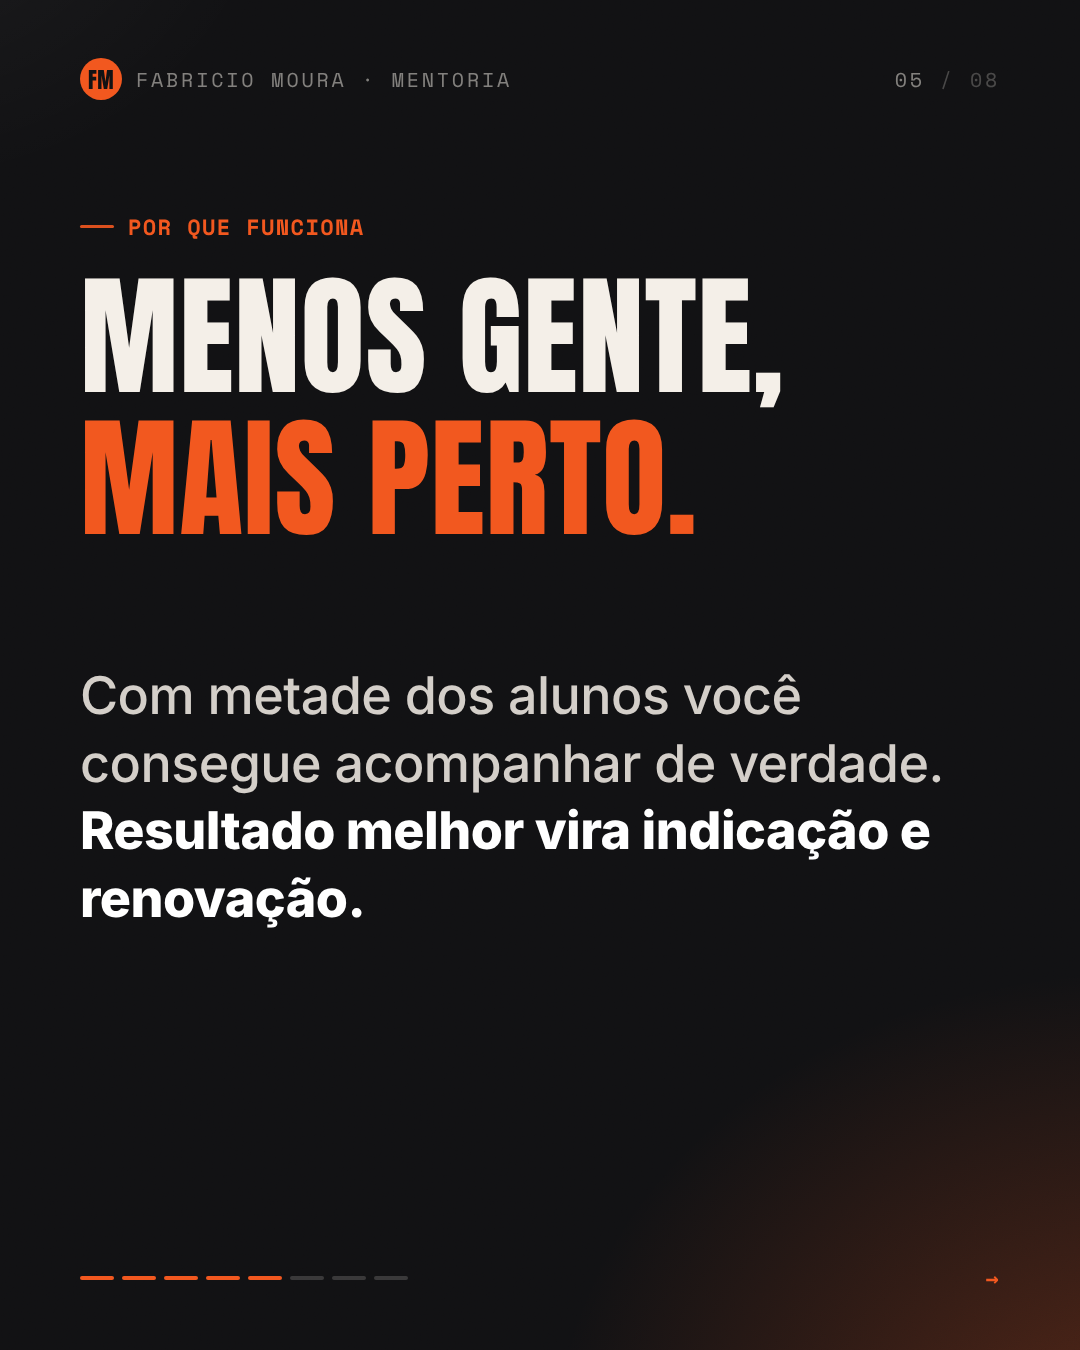 FM FABRICIO MOURA · MENTORIA 05 / 08
POR QUE FUNCIONA
MENOS GENTE,
MAIS PERTO.
Com metade dos alunos você
consegue acompanhar de verdade.
Resultado melhor vira indicação e
renovação.
→